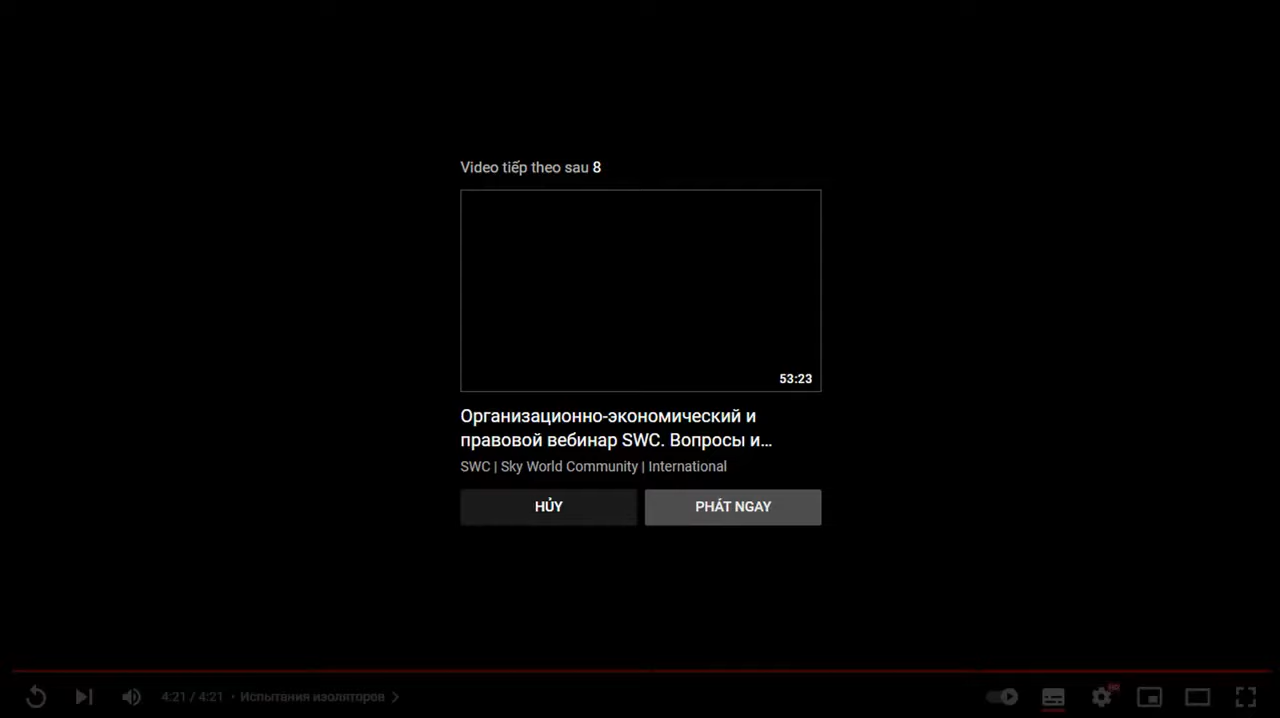 Video tiếp theo sau 8
53:23
Организационно-экономический и
правовой вебинар SWC. Вопросы и...
SWC | Sky World Community | International
HỦY
PHÁT NGAY
4:21 / 4:21 • Испытания изоляторов
HD